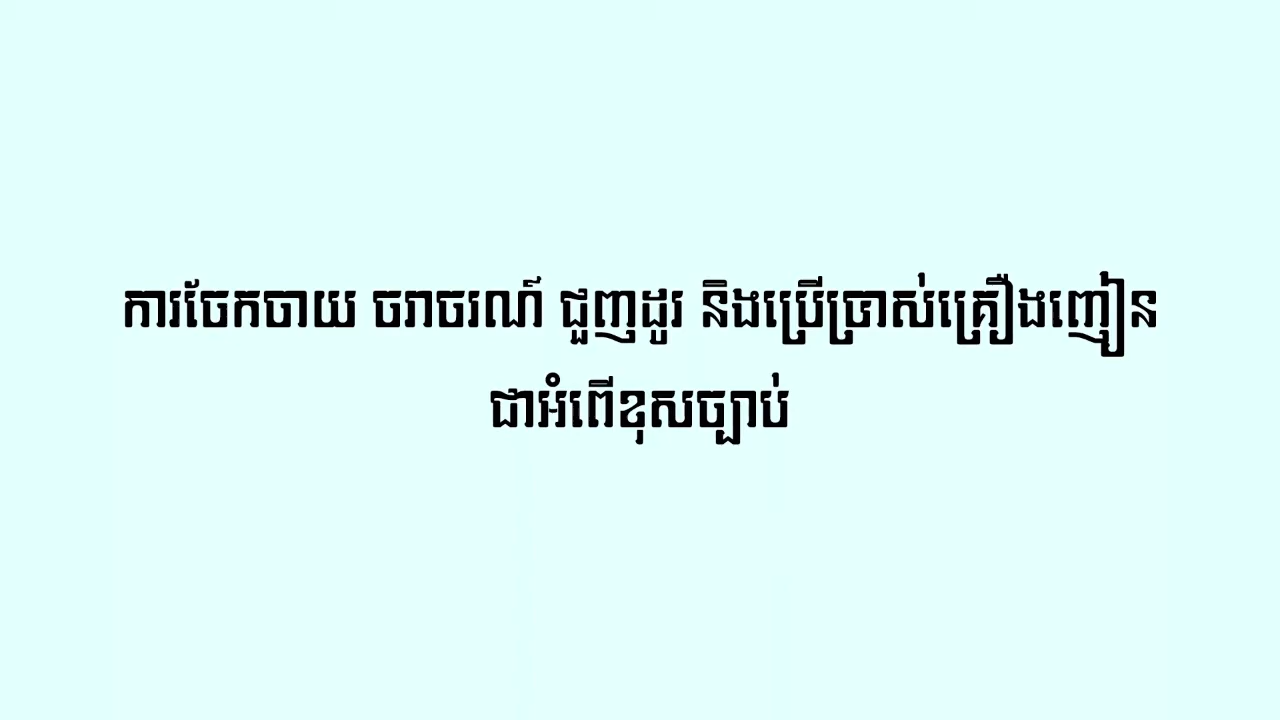 ការចែកចាយ ចរាចរណ៍ ជួញដូរ និងប្រើប្រាស់គ្រឿងញៀន
ជាអំពើខុសច្បាប់